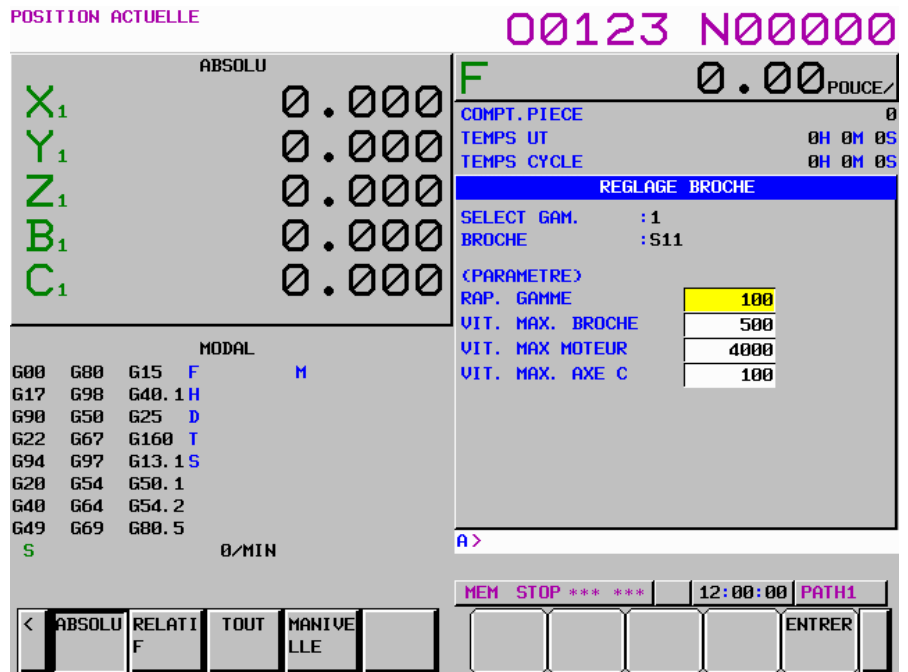 POSITION ACTUELLE
O0123 N00000
ABSOLU
X1 0.000
Y1 0.000
Z1 0.000
B1 0.000
C1 0.000
F 0.00 POUCE/
COMPT.PIECE 0
TEMPS UT 0H 0M 0S
TEMPS CYCLE 0H 0M 0S
REGLAGE BROCHE
SELECT GAM. :1
BROCHE :S11
(PARAMETRE)
RAP. GAMME 100
VIT. MAX. BROCHE 500
VIT. MAX MOTEUR 4000
VIT. MAX. AXE C 100
MODAL
G00 G80 G15 F M
G17 G98 G40.1 H
G90 G50 G25 D
G22 G67 G160 T
G94 G97 G13.1 S
G20 G54 G50.1
G40 G64 G54.2
G49 G69 G80.5
S 0/MIN
A>
MEM STOP *** *** 12:00:00 PATH1
< ABSOLU RELATIF TOUT MANIVELLE ENTRER